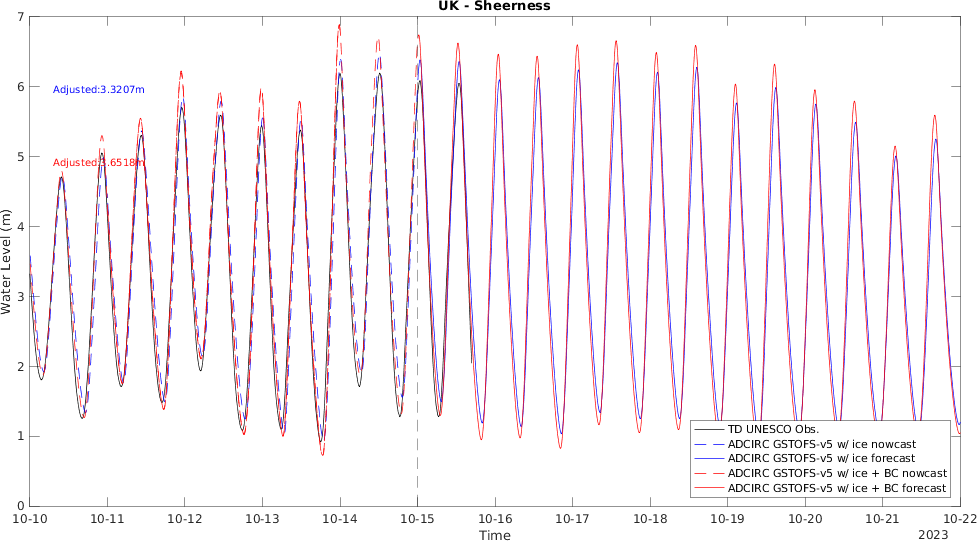 UK - Sheerness
7
6
5
4
3
2
1
0
Water Level (m)
Adjusted:3.3207m
Adjusted:3.6518m
TD UNESCO Obs.
ADCIRC GSTOFS-v5 w/ ice nowcast
ADCIRC GSTOFS-v5 w/ ice forecast
ADCIRC GSTOFS-v5 w/ ice + BC nowcast
ADCIRC GSTOFS-v5 w/ ice + BC forecast
10-10 10-11 10-12 10-13 10-14 10-15 10-16 10-17 10-18 10-19 10-20 10-21 10-22
Time
2023